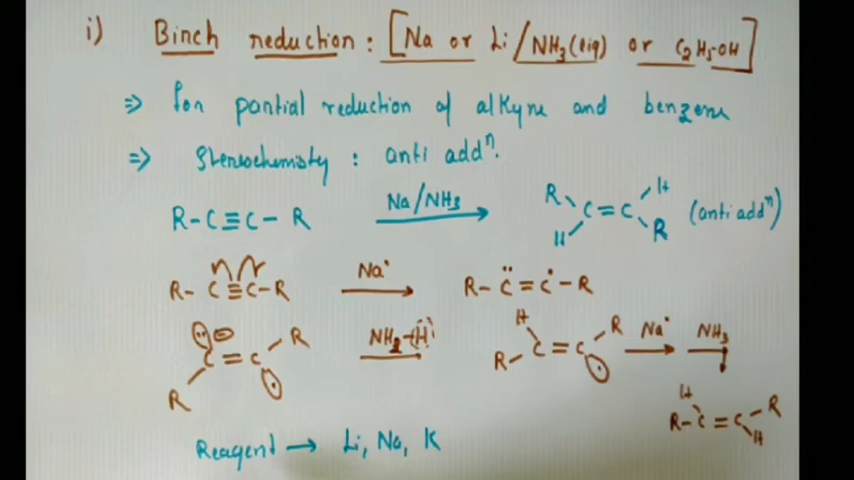 i) Birch reduction : [Na or Li/NH₃(liq) or C₂H₅-OH]
⇒ For partial reduction of alkyne and benzene
⇒ Stereochemistry : anti addⁿ.
R-C≡C-R Na/NH₃ R H C=C H R (anti addⁿ)
R-C≡C-R Na• R-C̈=Ċ-R
R C=C R NH₂-H H R-C=C R Na• NH₃
H R-C=C R H
Reagent → Li, Na, K